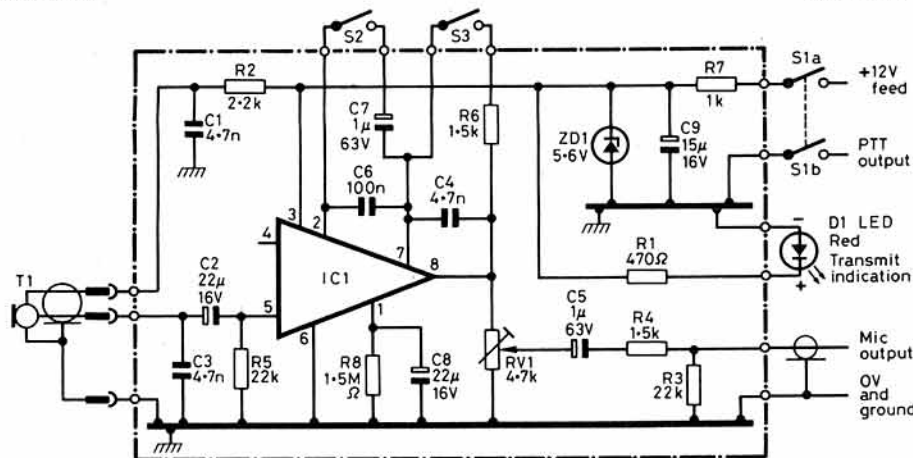 S2
S3
S1a
+12V
feed
R2
2·2k
R7
1k
C1
4·7n
C7
1μ
63V
R6
1·5k
ZD1
5·6V
C9
15μ
16V
S1b
PTT
output
C6
100n
C4
4·7n
3
2
7
8
4
5
6
1
IC1
D1 LED
Red
Transmit
indication
−
+
R1
470Ω
T1
C2
22μ
16V
C3
4·7n
R5
22k
R8
1·5M
Ω
C8
22μ
16V
RV1
4·7k
C5
1μ
63V
R4
1·5k
R3
22k
Mic
output
0V
and
ground